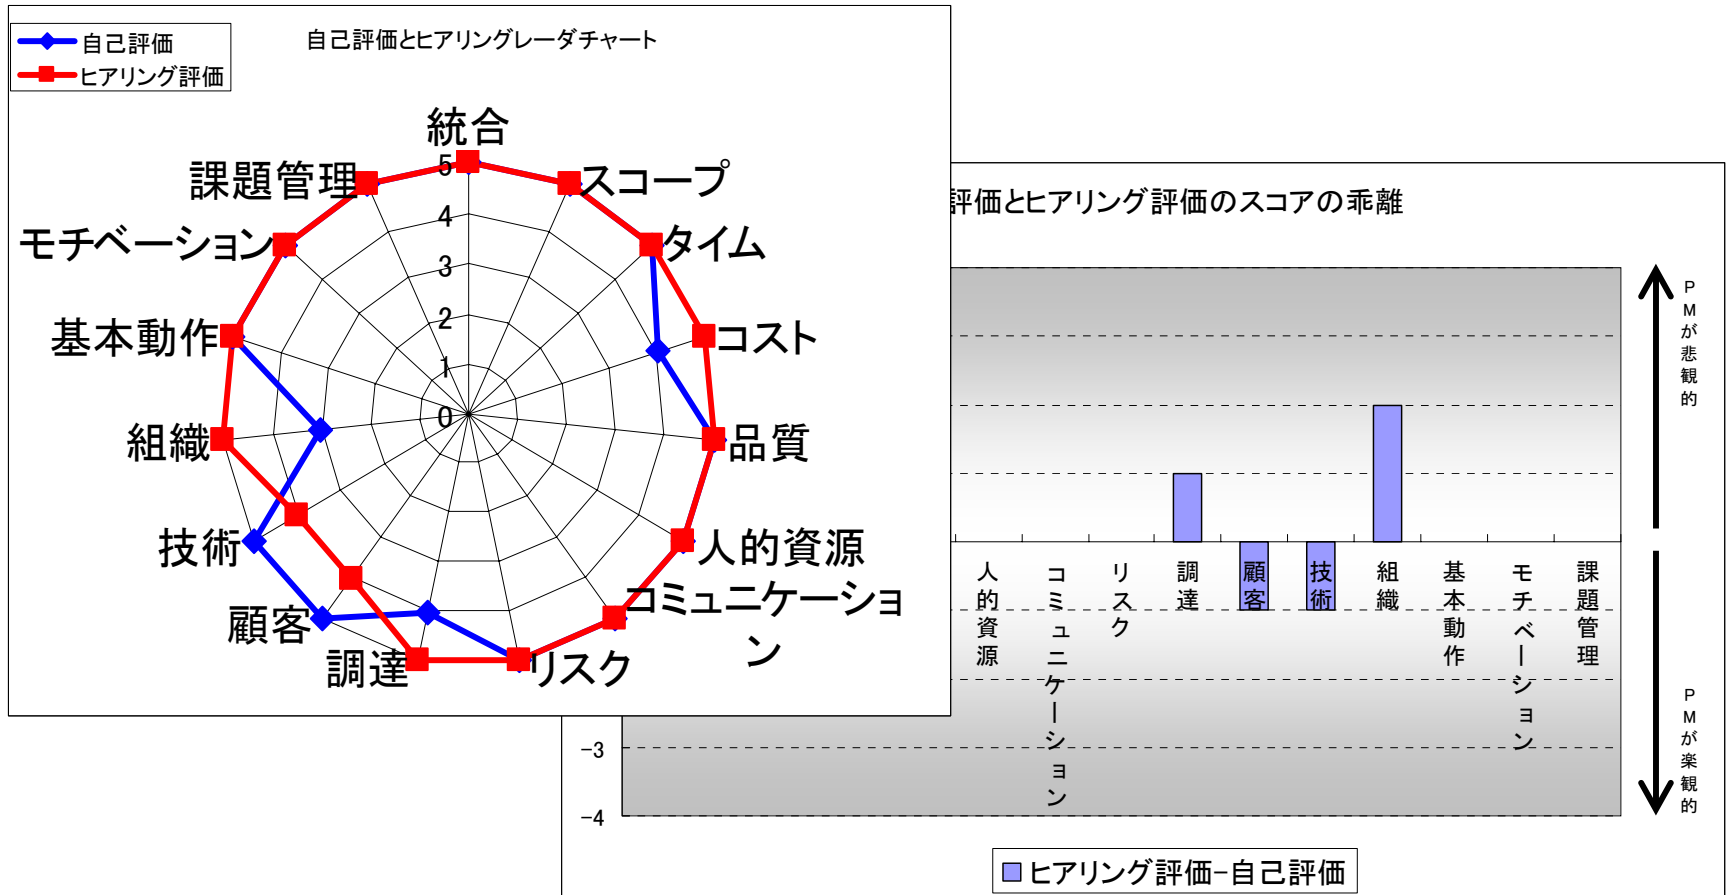 自己評価
ヒアリング評価
自己評価とヒアリングレーダチャート
統合
スコープ
タイム
コスト
品質
人的資源
コミュニケーショ
ン
リスク
調達
顧客
技術
組織
基本動作
モチベーション
課題管理
5
4
3
2
1
0
評価とヒアリング評価のスコアの乖離
人的資源
コミュニケーション
リスク
調達
顧客
技術
組織
基本動作
モチベーション
課題管理
-3
-4
PMが悲観的
PMが楽観的
ヒアリング評価-自己評価